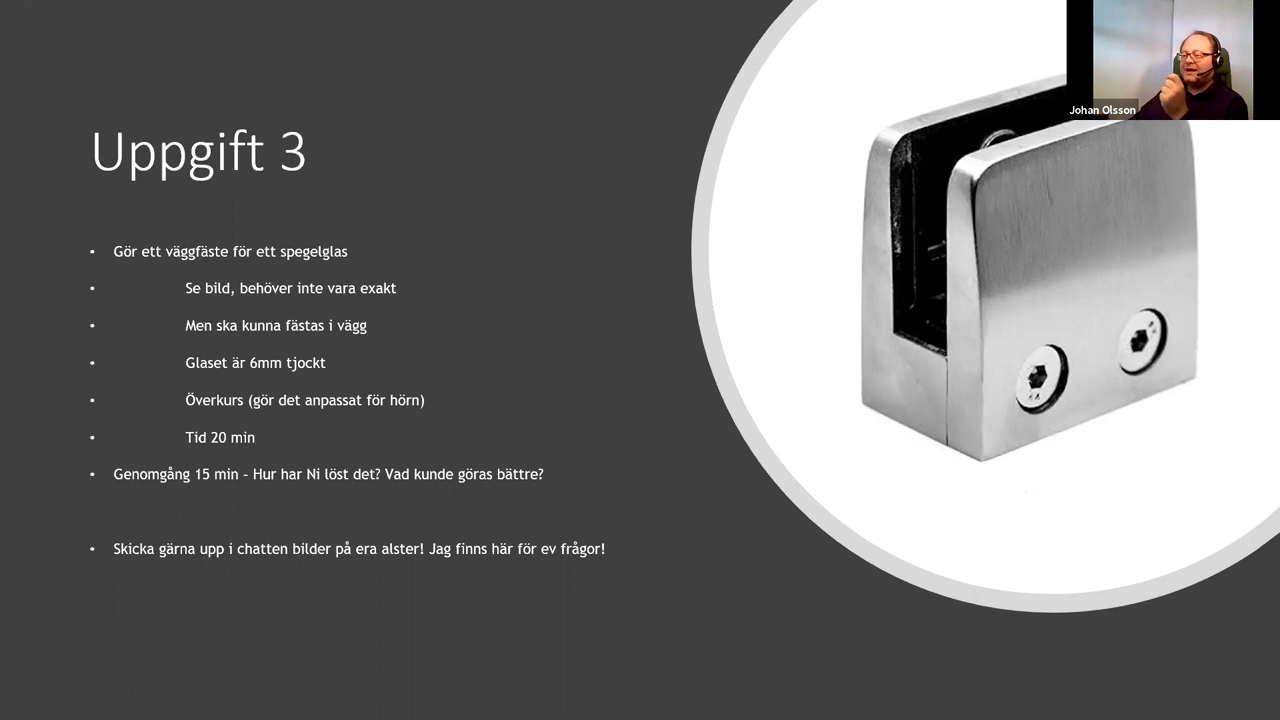 Johan Olsson
Uppgift 3
• Gör ett väggfäste för ett spegelglas
• Se bild, behöver inte vara exakt
• Men ska kunna fästas i vägg
• Glaset är 6mm tjockt
• Överkurs (gör det anpassat för hörn)
• Tid 20 min
• Genomgång 15 min – Hur har Ni löst det? Vad kunde göras bättre?
• Skicka gärna upp i chatten bilder på era alster! Jag finns här för ev frågor!